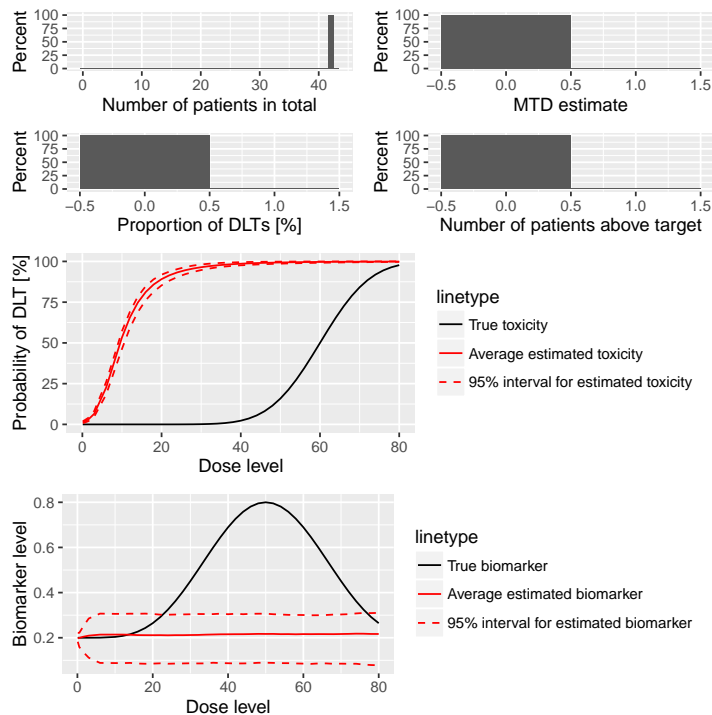 Percent
100
75
50
25
0
0
10
20
30
40
Number of patients in total
Percent
100
75
50
25
0
−0.5
0.0
0.5
1.0
1.5
MTD estimate
Percent
100
75
50
25
0
−0.5
0.0
0.5
1.0
1.5
Proportion of DLTs [%]
Percent
100
75
50
25
0
−0.5
0.0
0.5
1.0
1.5
Number of patients above target
Probability of DLT [%]
100
75
50
25
0
0
20
40
60
80
Dose level
linetype
True toxicity
Average estimated toxicity
95% interval for estimated toxicity
Biomarker level
0.8
0.6
0.4
0.2
0
20
40
60
80
Dose level
linetype
True biomarker
Average estimated biomarker
95% interval for estimated biomarker